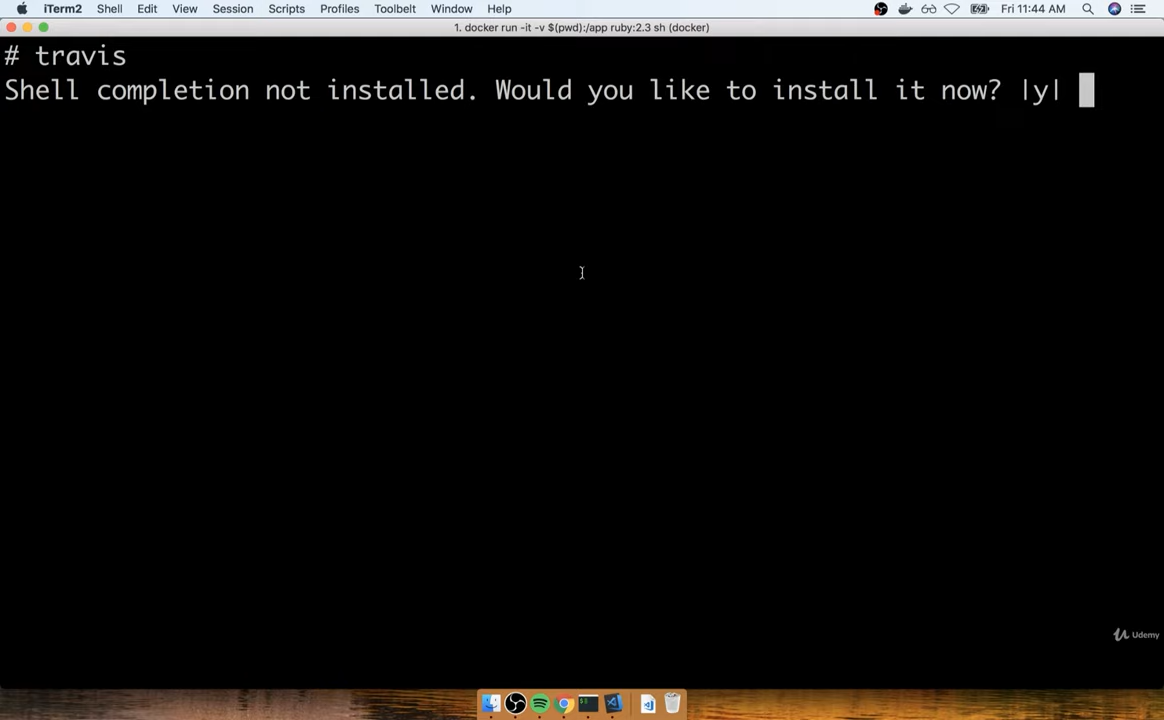 iTerm2 Shell Edit View Session Scripts Profiles Toolbelt Window Help Fri 11:44 AM
1. docker run -it -v $(pwd):/app ruby:2.3 sh (docker)
# travis
Shell completion not installed. Would you like to install it now? |y|
Udemy